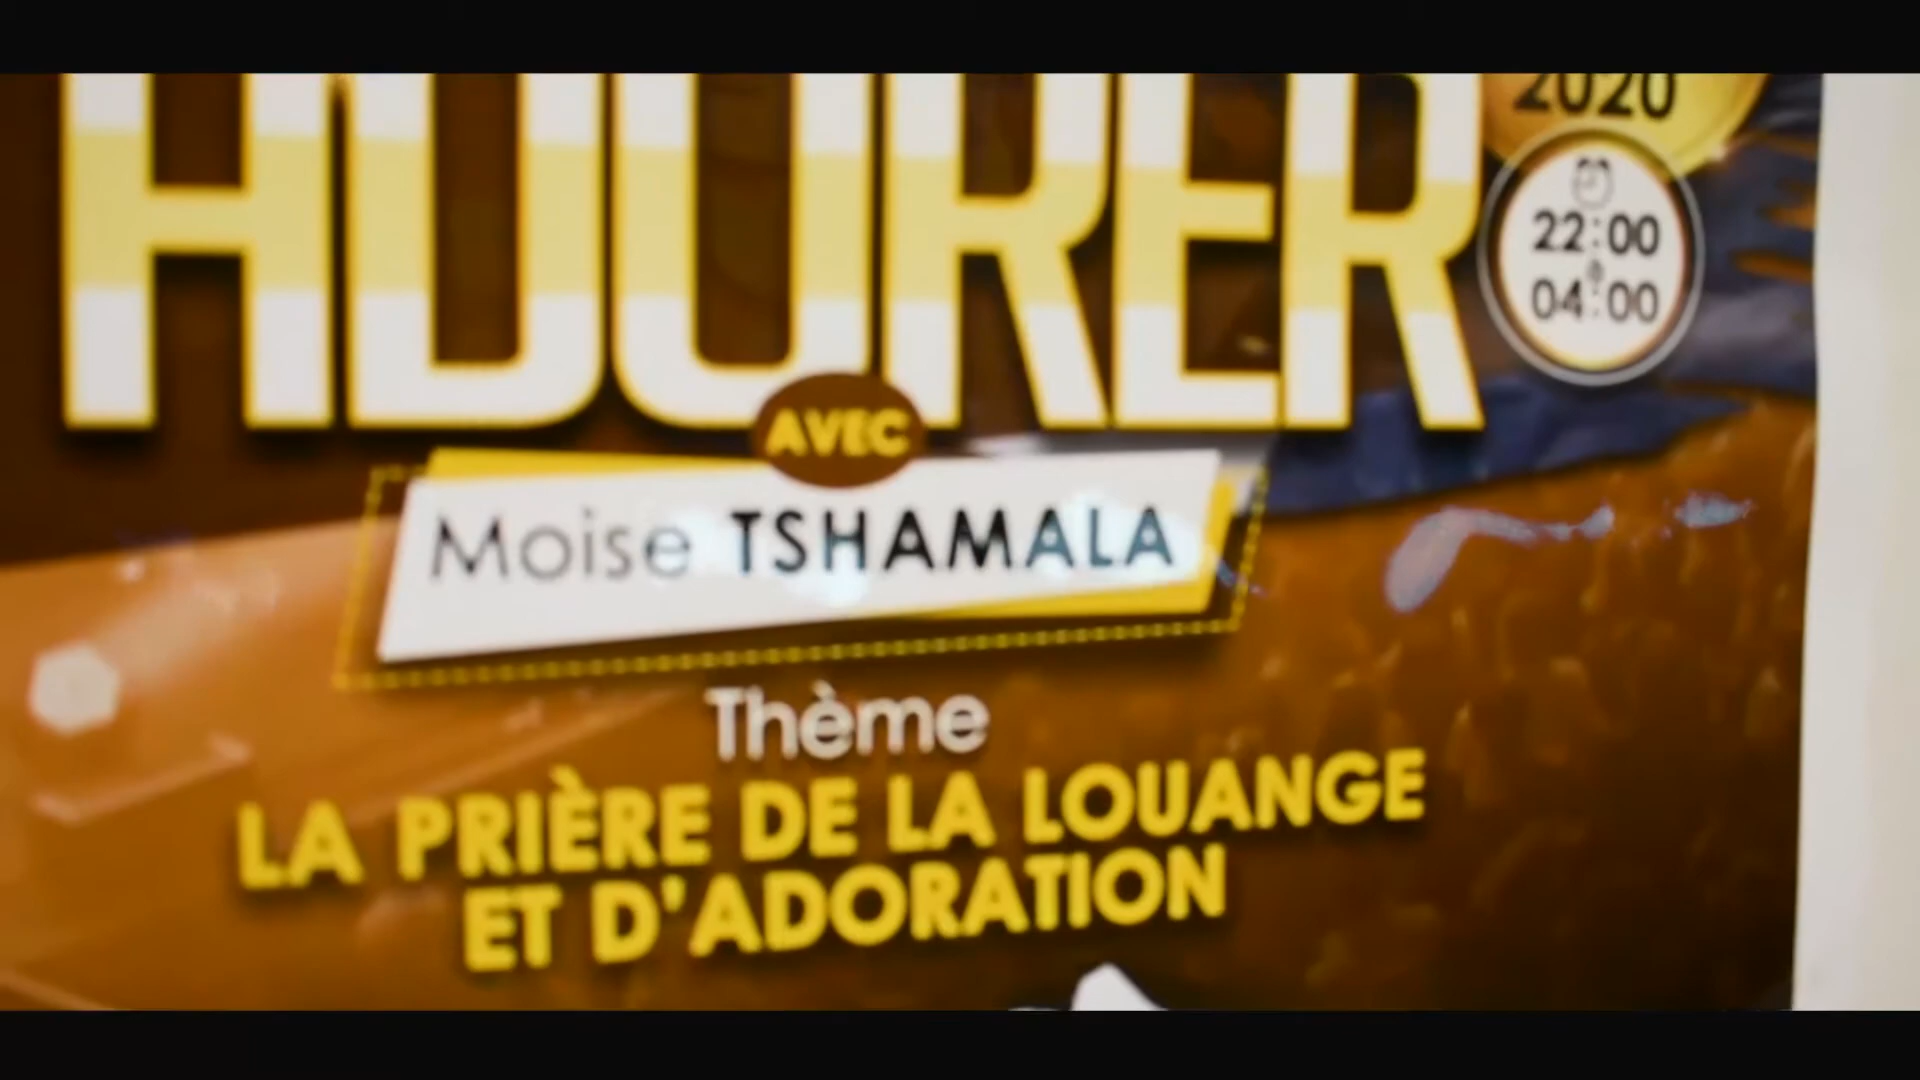 ADORER
2020
22:00
à
04:00
AVEC
Moise TSHAMALA
Thème
LA PRIÈRE DE LA LOUANGE
ET D'ADORATION